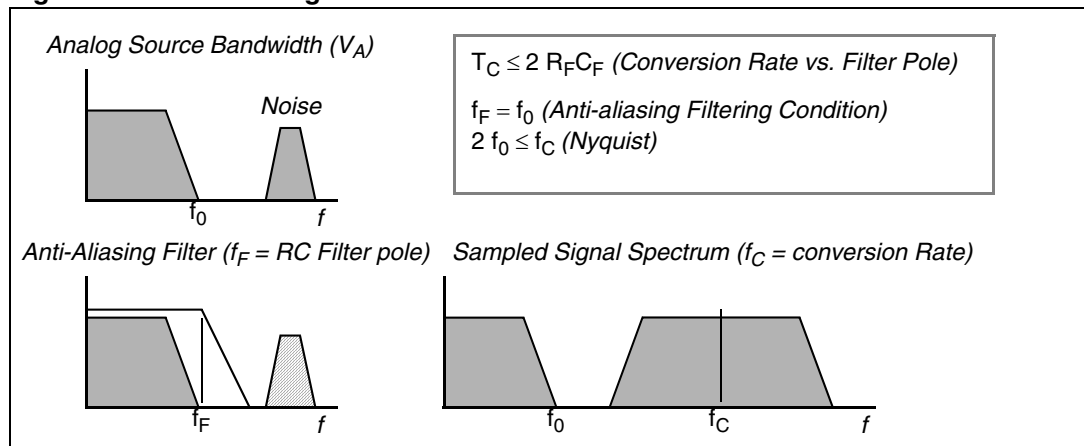 Analog Source Bandwidth (VA)
Noise
f0
f
TC ≤ 2 RFCF (Conversion Rate vs. Filter Pole)
fF = f0 (Anti-aliasing Filtering Condition)
2 f0 ≤ fC (Nyquist)
Anti-Aliasing Filter (fF = RC Filter pole)
fF
f
Sampled Signal Spectrum (fC = conversion Rate)
f0
fC
f